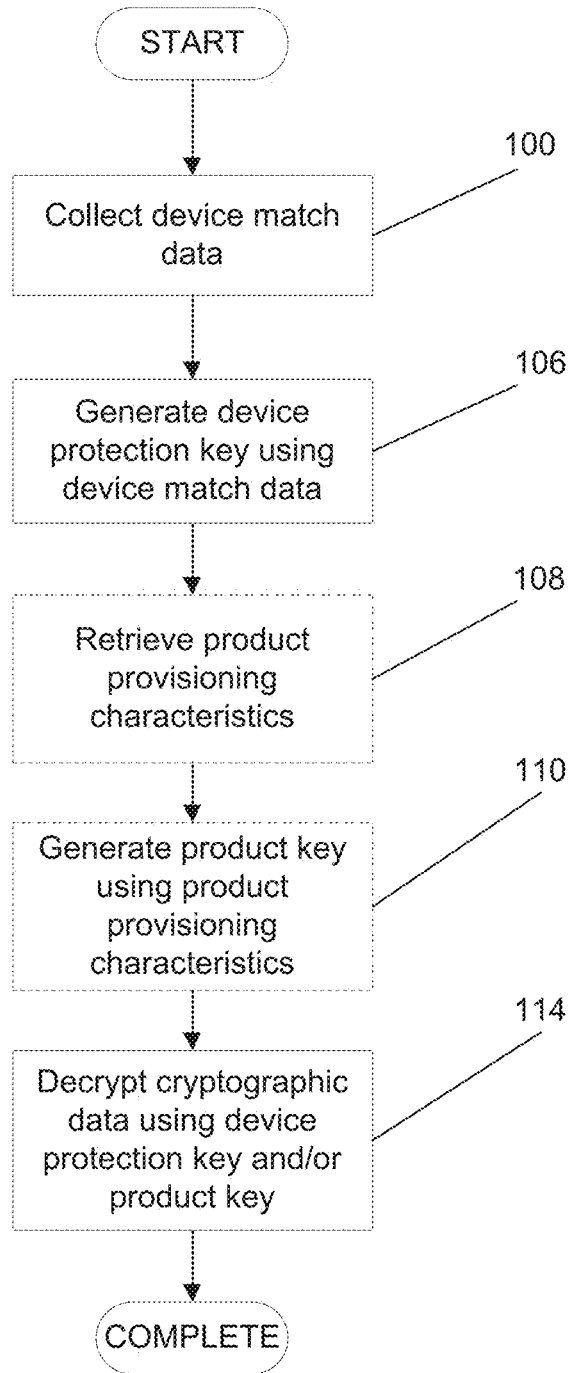 START
100
Collect device match
data
106
Generate device
protection key using
device match data
108
Retrieve product
provisioning
characteristics
110
Generate product key
using product
provisioning
characteristics
114
Decrypt cryptographic
data using device
protection key and/or
product key
COMPLETE